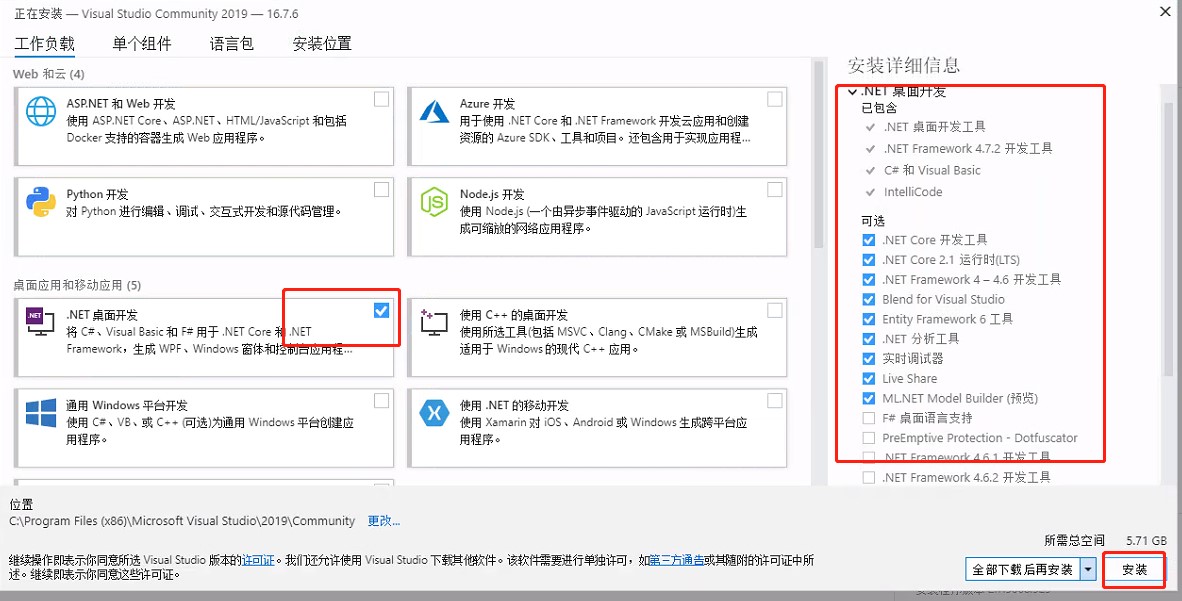 正在安装 — Visual Studio Community 2019 — 16.7.6
工作负载 单个组件 语言包 安装位置
Web 和云 (4)
ASP.NET 和 Web 开发
使用 ASP.NET Core、ASP.NET、HTML/JavaScript 和包括
Docker 支持的容器生成 Web 应用程序。
Azure 开发
用于使用 .NET Core 和 .NET Framework 开发云应用和创建
资源的 Azure SDK、工具和项目。还包含用于实现应用程...
Python 开发
对 Python 进行编辑、调试、交互式开发和源代码管理。
Node.js 开发
使用 Node.js (一个由异步事件驱动的 JavaScript 运行时)生
成可缩放的网络应用程序。
桌面应用和移动应用 (5)
.NET 桌面开发
将 C#、Visual Basic 和 F# 用于 .NET Core 和 .NET
Framework，生成 WPF、Windows 窗体和控制台应用程...
使用 C++ 的桌面开发
使用所选工具(包括 MSVC、Clang、CMake 或 MSBuild)生成
适用于 Windows 的现代 C++ 应用。
通用 Windows 平台开发
使用 C#、VB、或 C++ (可选)为通用 Windows 平台创建应
用程序。
使用 .NET 的移动开发
使用 Xamarin 对 iOS、Android 或 Windows 生成跨平台应
用程序。
安装详细信息
.NET 桌面开发
已包含
.NET 桌面开发工具
.NET Framework 4.7.2 开发工具
C# 和 Visual Basic
IntelliCode
可选
.NET Core 开发工具
.NET Core 2.1 运行时(LTS)
.NET Framework 4 – 4.6 开发工具
Blend for Visual Studio
Entity Framework 6 工具
.NET 分析工具
实时调试器
Live Share
ML.NET Model Builder (预览)
F# 桌面语言支持
PreEmptive Protection - Dotfuscator
.NET Framework 4.6.1 开发工具
.NET Framework 4.6.2 开发工具
位置
C:\Program Files (x86)\Microsoft Visual Studio\2019\Community 更改...
所需总空间 5.71 GB
继续操作即表示你同意所选 Visual Studio 版本的许可证。我们还允许使用 Visual Studio 下载其他软件。该软件需要进行单独许可，如第三方通告或其随附的许可证中所
述。继续即表示你同意这些许可证。
全部下载后再安装 安装